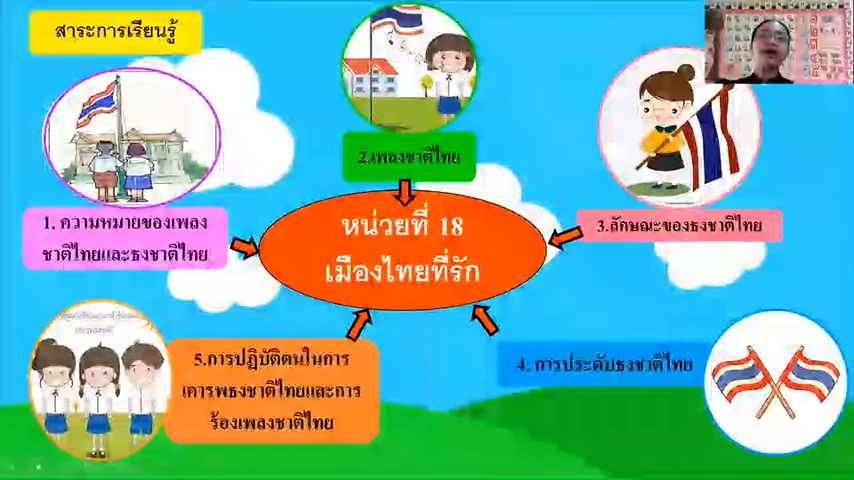 สาระการเรียนรู้
1. ความหมายของเพลง
ชาติไทยและธงชาติไทย
2.เพลงชาติไทย
3.ลักษณะของธงชาติไทย
หน่วยที่ 18
เมืองไทยที่รัก
4. การประดับธงชาติไทย
5.การปฏิบัติตนในการ
เคารพธงชาติไทยและการ
ร้องเพลงชาติไทย